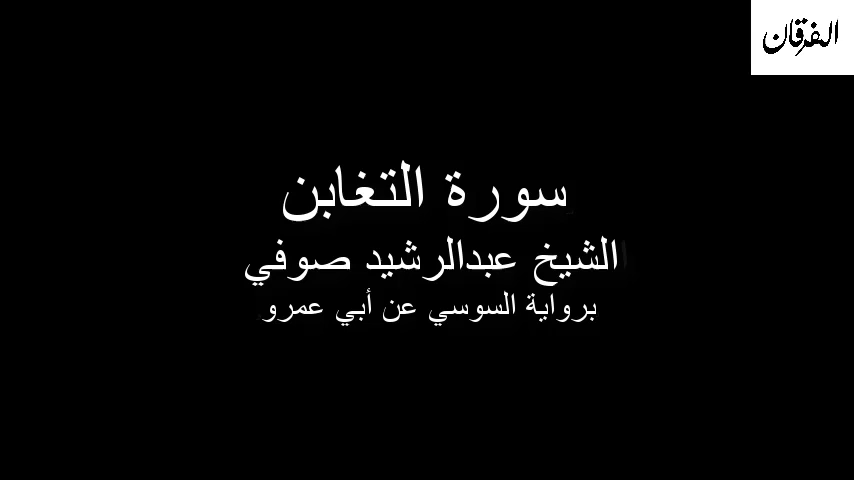 الفرقان
سورة التغابن
الشيخ عبدالرشيد صوفي
برواية السوسي عن أبي عمرو